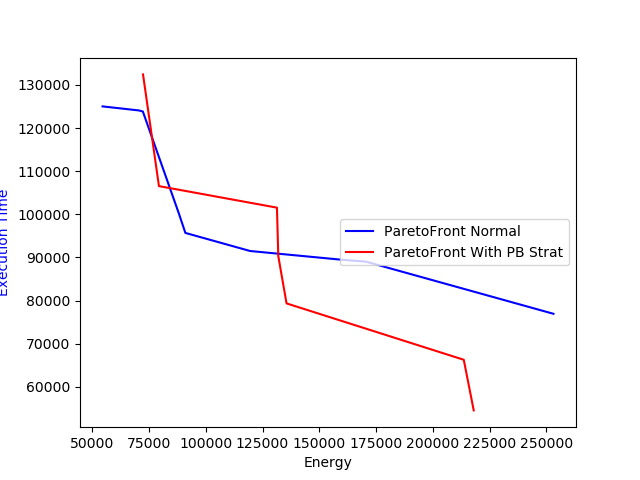 130000
120000
110000
100000
90000
80000
70000
60000
Execution Time
ParetoFront Normal
ParetoFront With PB Strat
50000 75000 100000 125000 150000 175000 200000 225000 250000
Energy